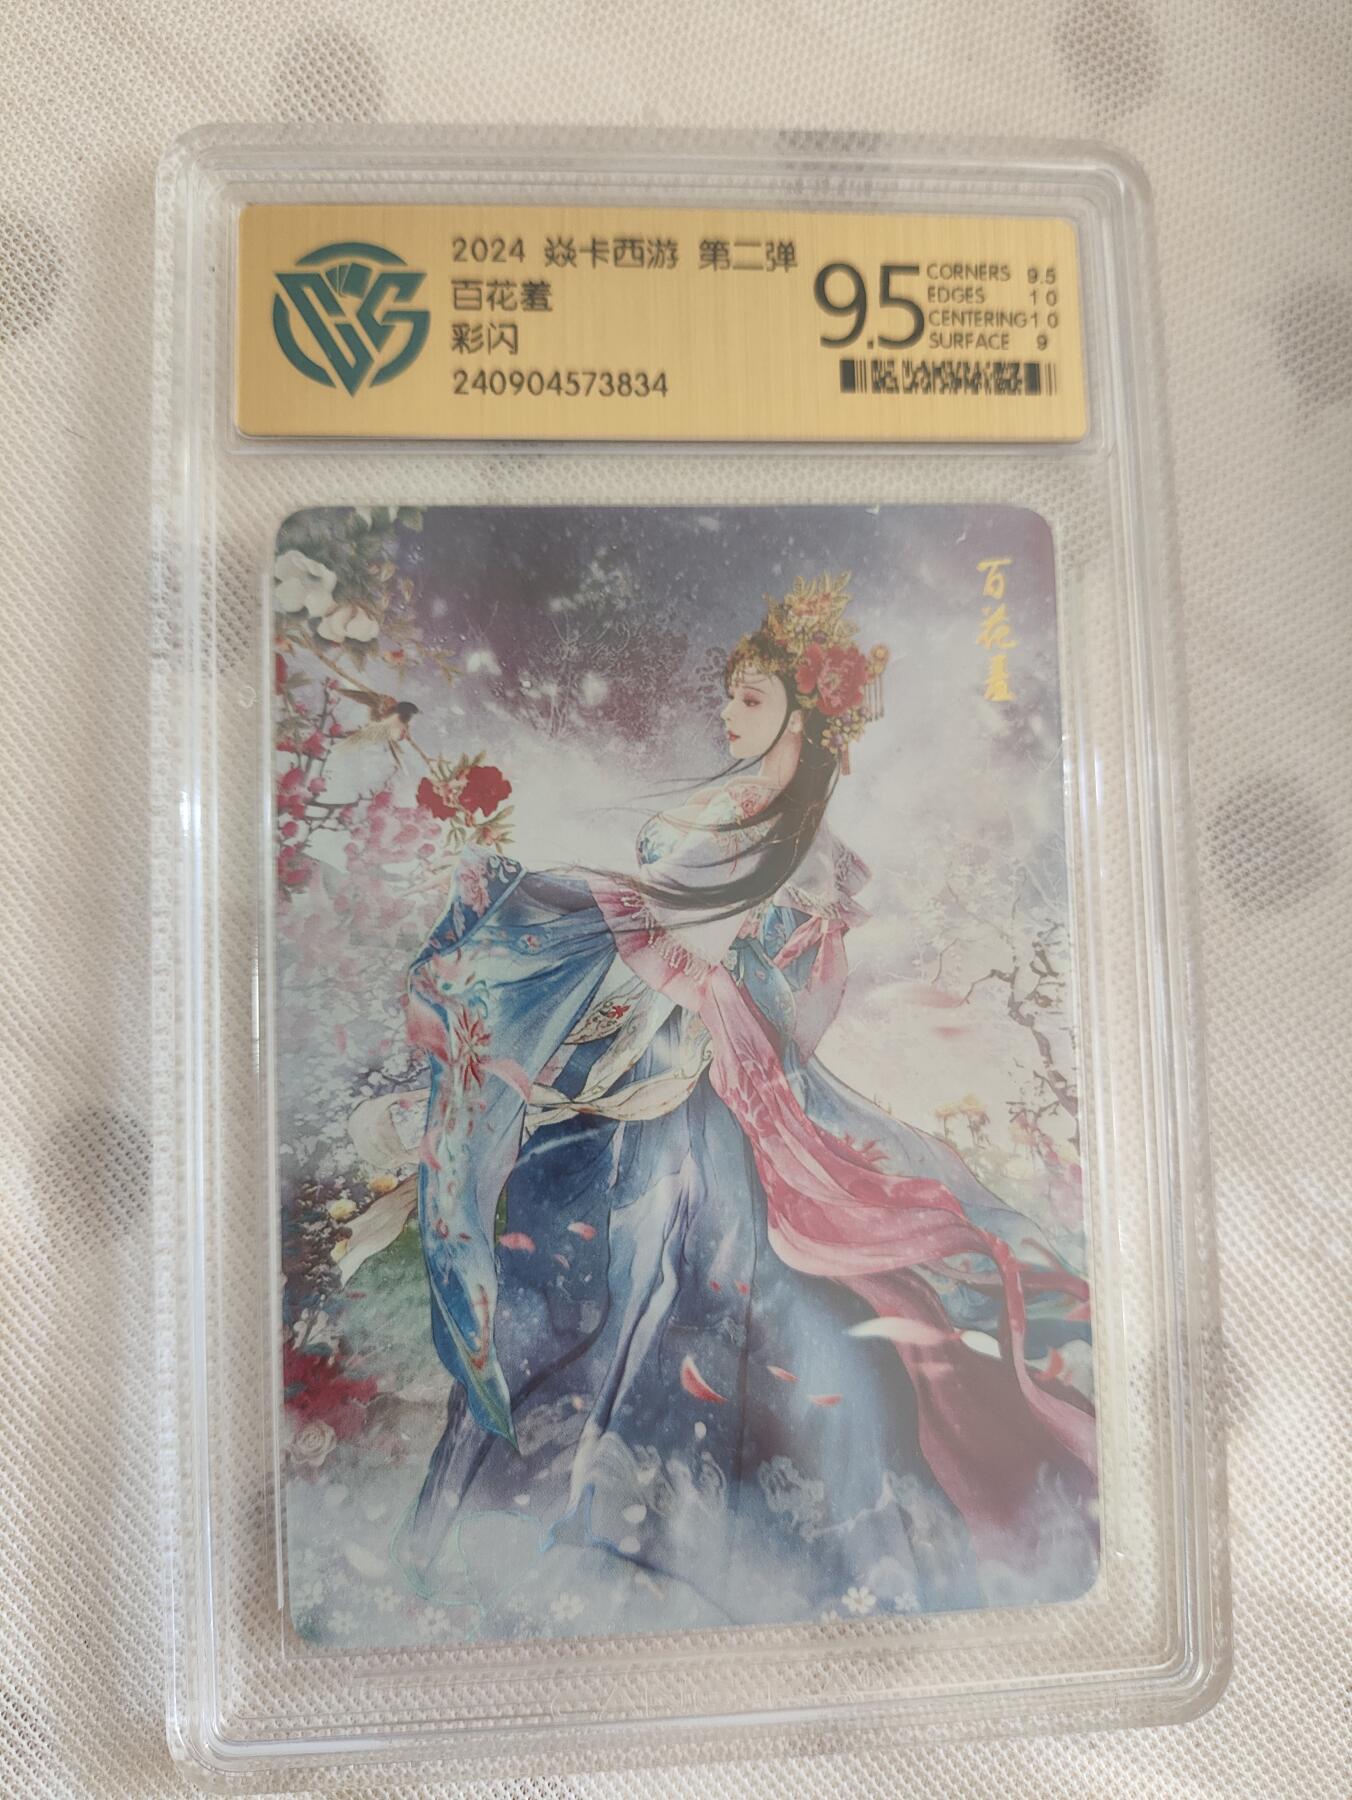 2024 焱卡西游 第二弹
百花羞
彩闪
240904573834
9.5
CORNERS 9.5
EDGES 10
CENTERING 10
SURFACE 9
百花羞